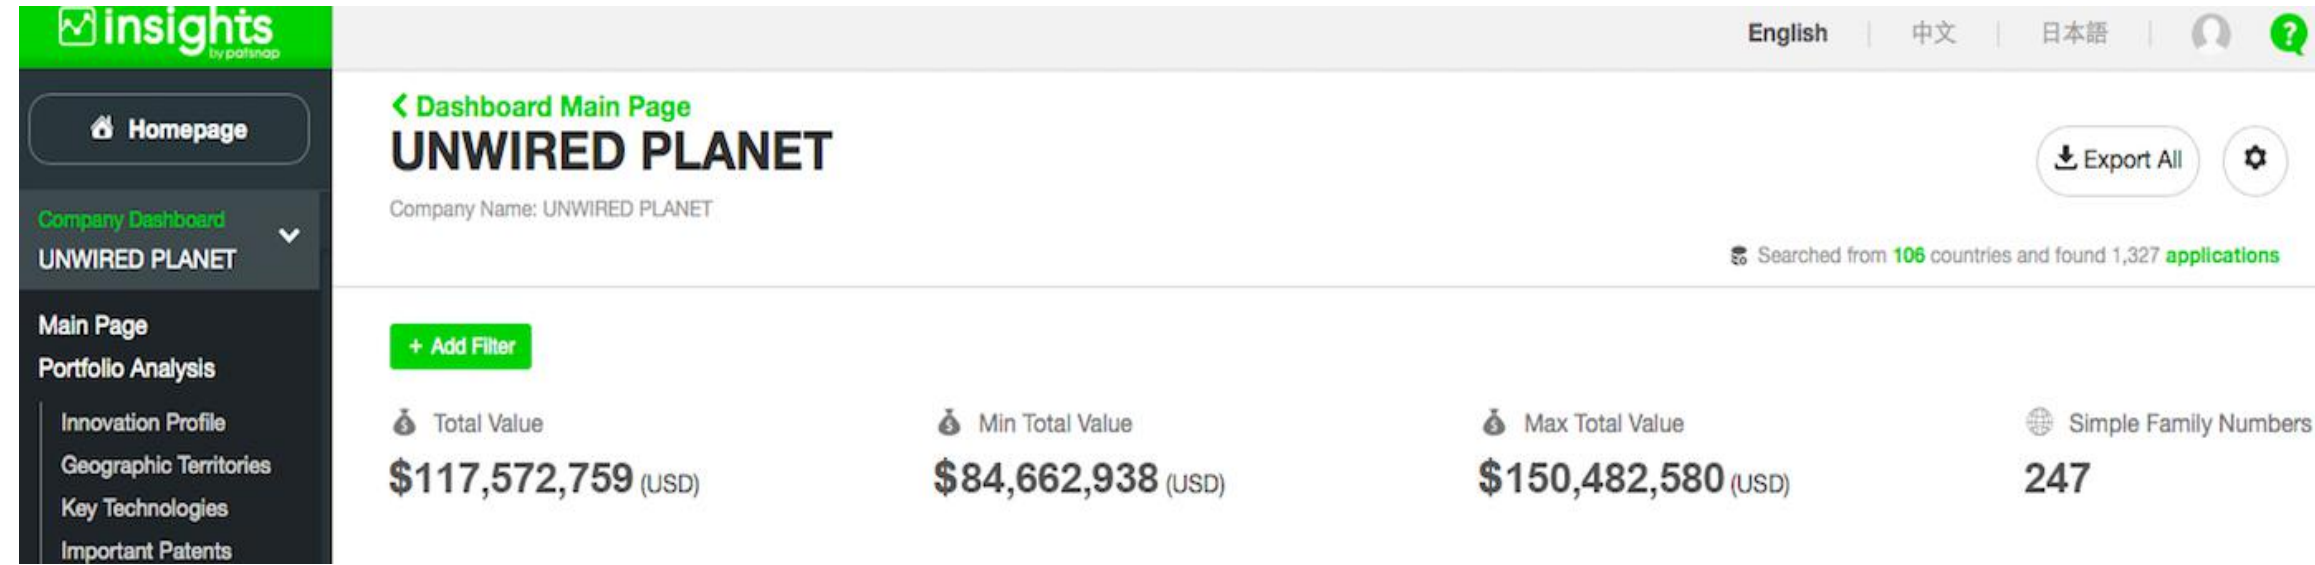 insights
by patsnap
English
中文
日本語
?
Homepage
Dashboard Main Page
UNWIRED PLANET
Company Name: UNWIRED PLANET
Export All
Company Dashboard
UNWIRED PLANET
Searched from 106 countries and found 1,327 applications
Main Page
Portfolio Analysis
Innovation Profile
Geographic Territories
Key Technologies
Important Patents
+ Add Filter
Total Value
$117,572,759 (USD)
Min Total Value
$84,662,938 (USD)
Max Total Value
$150,482,580 (USD)
Simple Family Numbers
247